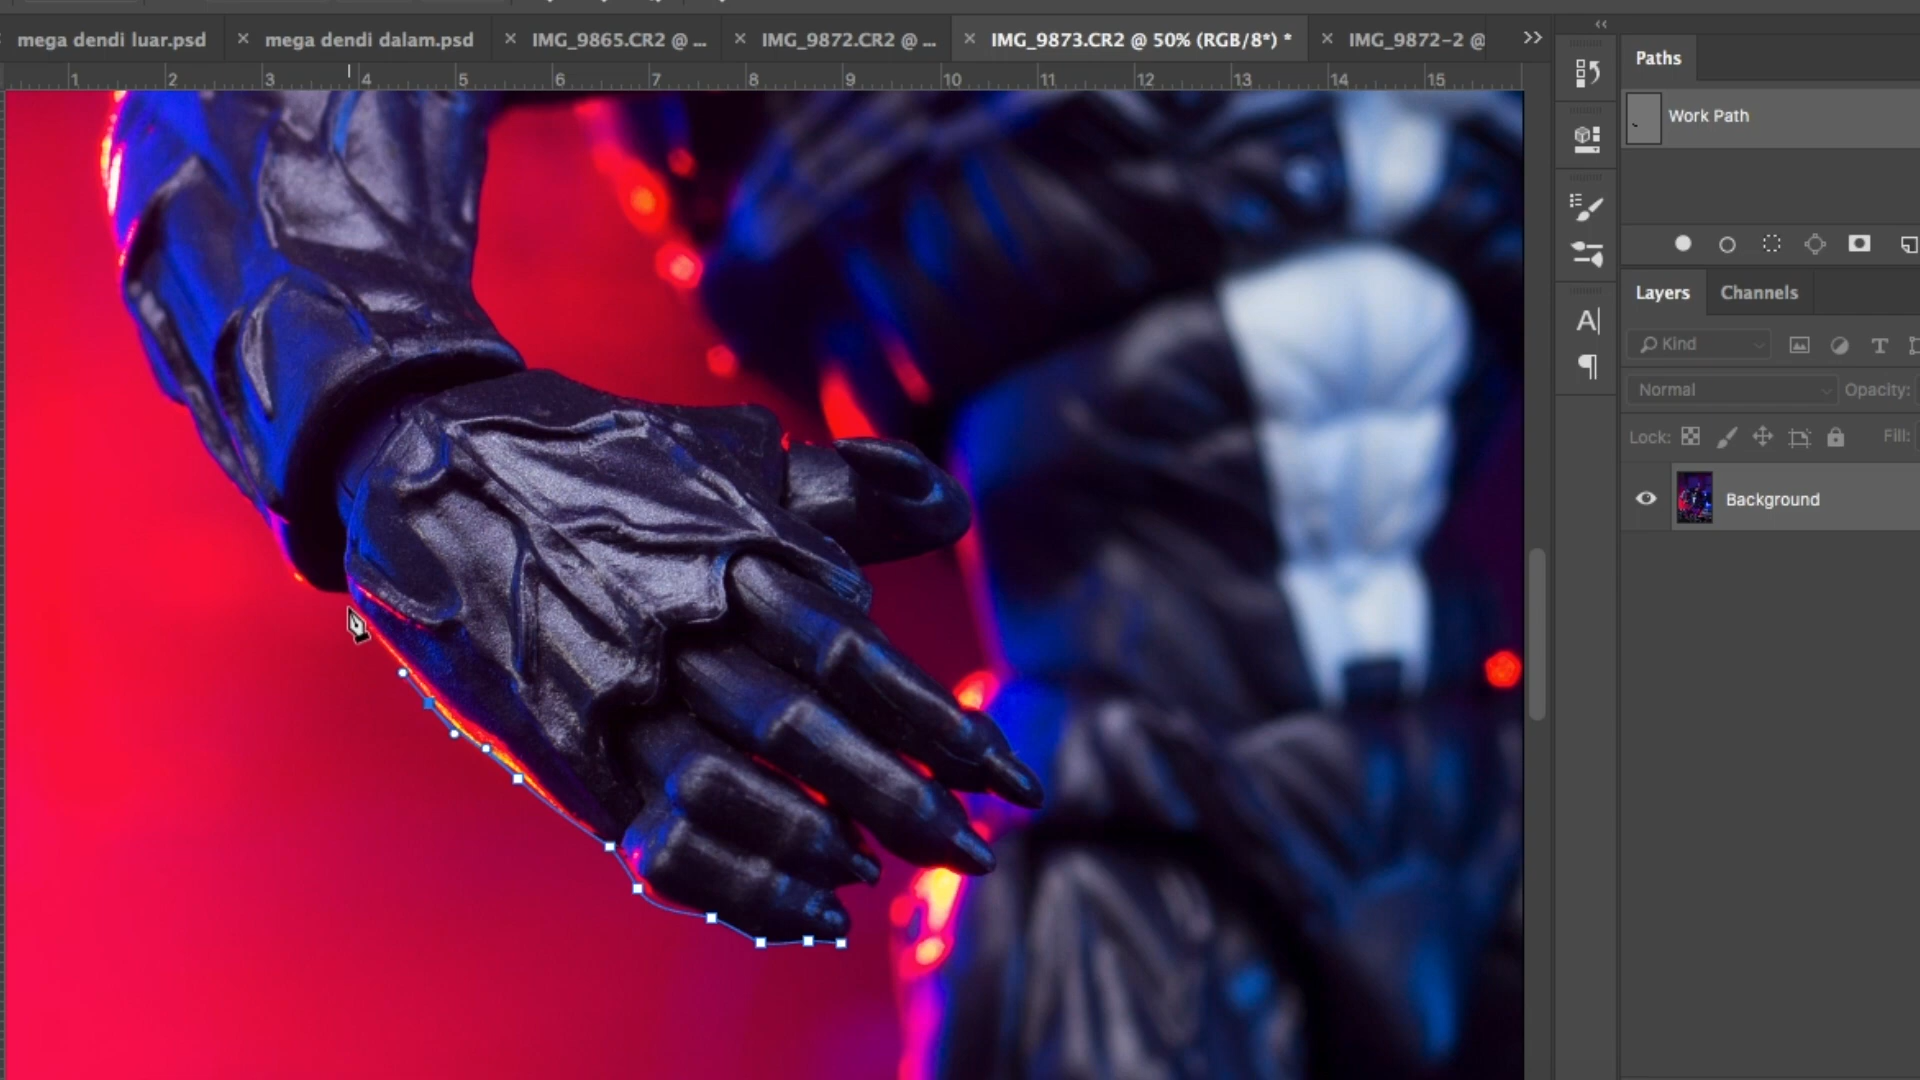 mega dendi luar.psd
mega dendi dalam.psd
IMG_9865.CR2 @ ...
IMG_9872.CR2 @ ...
IMG_9873.CR2 @ 50% (RGB/8*) *
IMG_9872-2 @
1 2 3 4 5 6 7 8 9 10 11 12 13 14 15
Paths
Work Path
Layers
Channels
Kind
Normal
Opacity:
Lock:
Fill:
Background